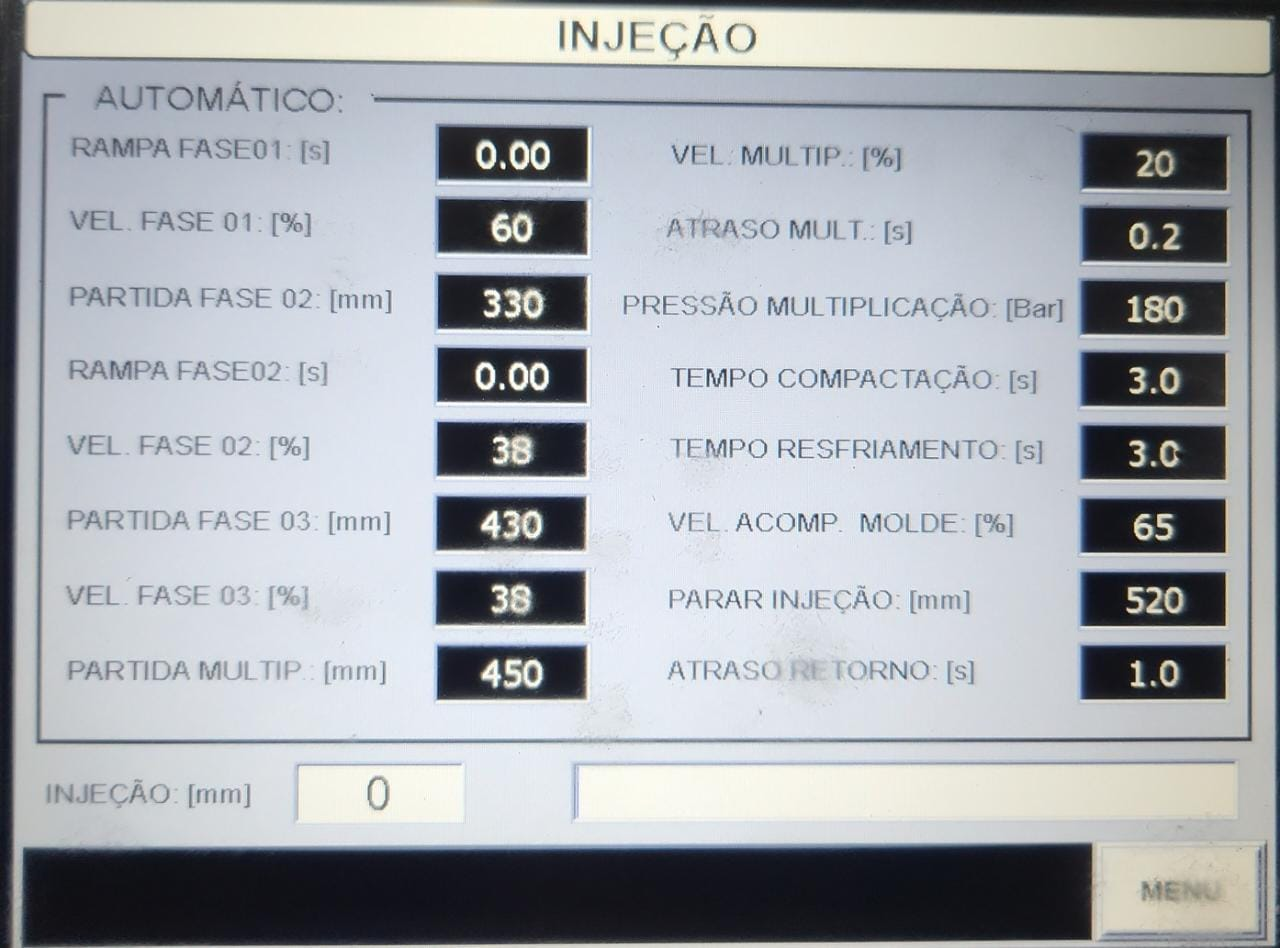 INJEÇÃO
AUTOMÁTICO:
RAMPA FASE01: [s] 0.00
VEL. FASE 01: [%] 60
PARTIDA FASE 02: [mm] 330
RAMPA FASE02: [s] 0.00
VEL. FASE 02: [%] 38
PARTIDA FASE 03: [mm] 430
VEL. FASE 03: [%] 38
PARTIDA MULTIP.: [mm] 450
VEL. MULTIP.: [%] 20
ATRASO MULT.: [s] 0.2
PRESSÃO MULTIPLICAÇÃO: [Bar] 180
TEMPO COMPACTAÇÃO: [s] 3.0
TEMPO RESFRIAMENTO: [s] 3.0
VEL. ACOMP. MOLDE: [%] 65
PARAR INJEÇÃO: [mm] 520
ATRASO RETORNO: [s] 1.0
INJEÇÃO: [mm] 0
MENU